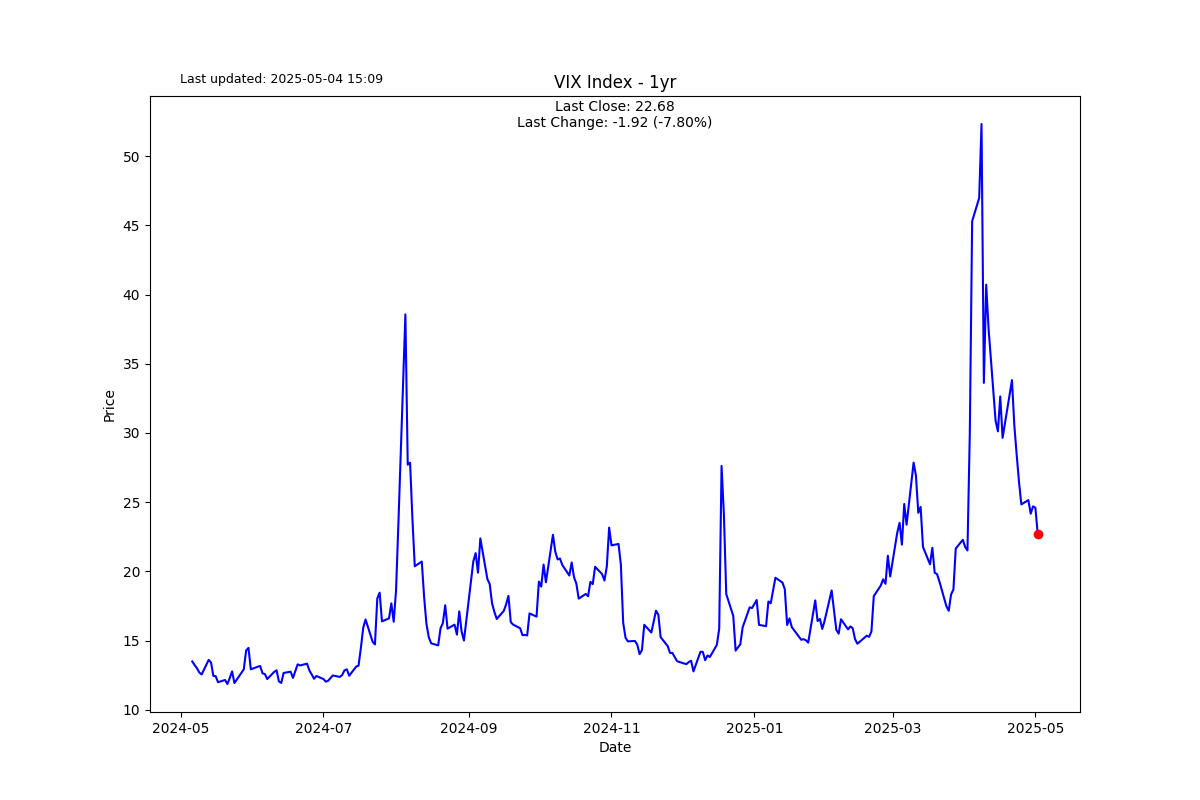 Last updated: 2025-05-04 15:09
VIX Index - 1yr
Last Close: 22.68
Last Change: -1.92 (-7.80%)
50
45
40
35
30
25
20
15
10
Price
2024-05
2024-07
2024-09
2024-11
2025-01
2025-03
2025-05
Date